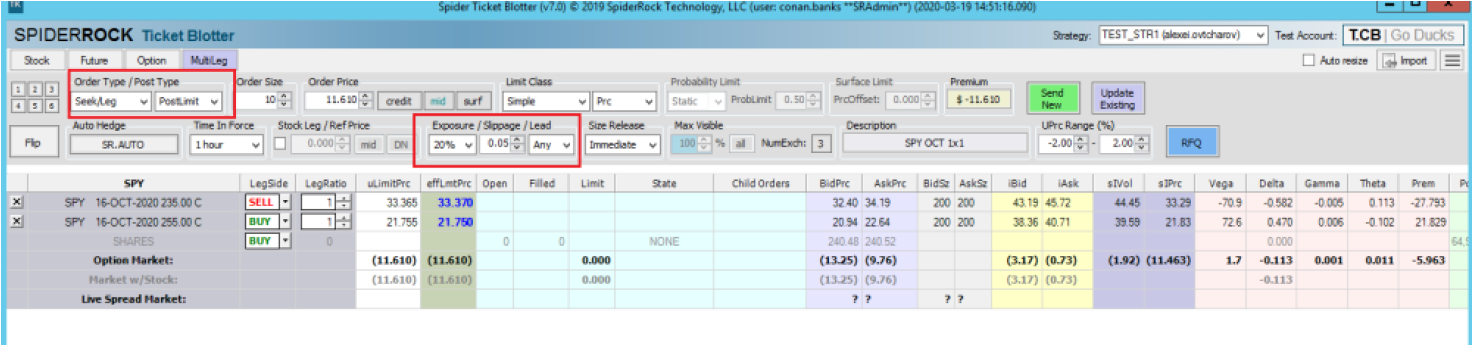 TK
Spider Ticket Blotter (v7.0) © 2019 SpiderRock Technology, LLC (user: conan.banks **SRAdmin**) (2020-03-19 14:51:16.090)
SPIDERROCK Ticket Blotter Strategy: TEST_STR1 (alexei.ovtcharov) Test Account: T.CB | Go Ducks
Stock Future Option MultiLeg Auto resize Import
Order Type / Post Type Order Size Order Price Limit Class Probability Limit Surface Limit Premium
1 2 3
4 5 6
Seek/Leg PostLimit 10 11.610 credit mid surf Simple Prc Static ProbLimit 0.50 PrcOffset: 0.000 $ -11.610 Send New Update Existing
Auto Hedge Time In Force Stock Leg / Ref Price Exposure / Slippage / Lead Size Release Max Visible Description UPrc Range (%)
Flip SR.AUTO 1 hour 0.000 mid DN 20% 0.05 Any Immediate 100 % all NumExch: 3 SPY OCT 1x1 -2.00 - 2.00 RFQ
SPY LegSide LegRatio uLimitPrc effLmtPrc Open Filled Limit State Child Orders BidPrc AskPrc BidSz AskSz iBid iAsk sIVol sIPrc Vega Delta Gamma Theta Prem
SPY 16-OCT-2020 235.00 C SELL 1 33.365 33.370 32.40 34.19 200 200 43.19 45.72 44.45 33.29 -70.9 -0.582 -0.005 0.113 -27.793
SPY 16-OCT-2020 255.00 C BUY 1 21.755 21.750 20.94 22.64 200 200 38.36 40.71 39.59 21.83 72.6 0.470 0.006 -0.102 21.829
SHARES BUY 0 0 0 NONE 240.48 240.52 0.000
Option Market: (11.610) (11.610) 0.000 (13.25) (9.76) (3.17) (0.73) (1.92) (11.463) 1.7 -0.113 0.001 0.011 -5.963
Market w/Stock: (11.610) (11.610) 0.000 (13.25) (9.76) (3.17) (0.73) -0.113
Live Spread Market: ? ? ? ?